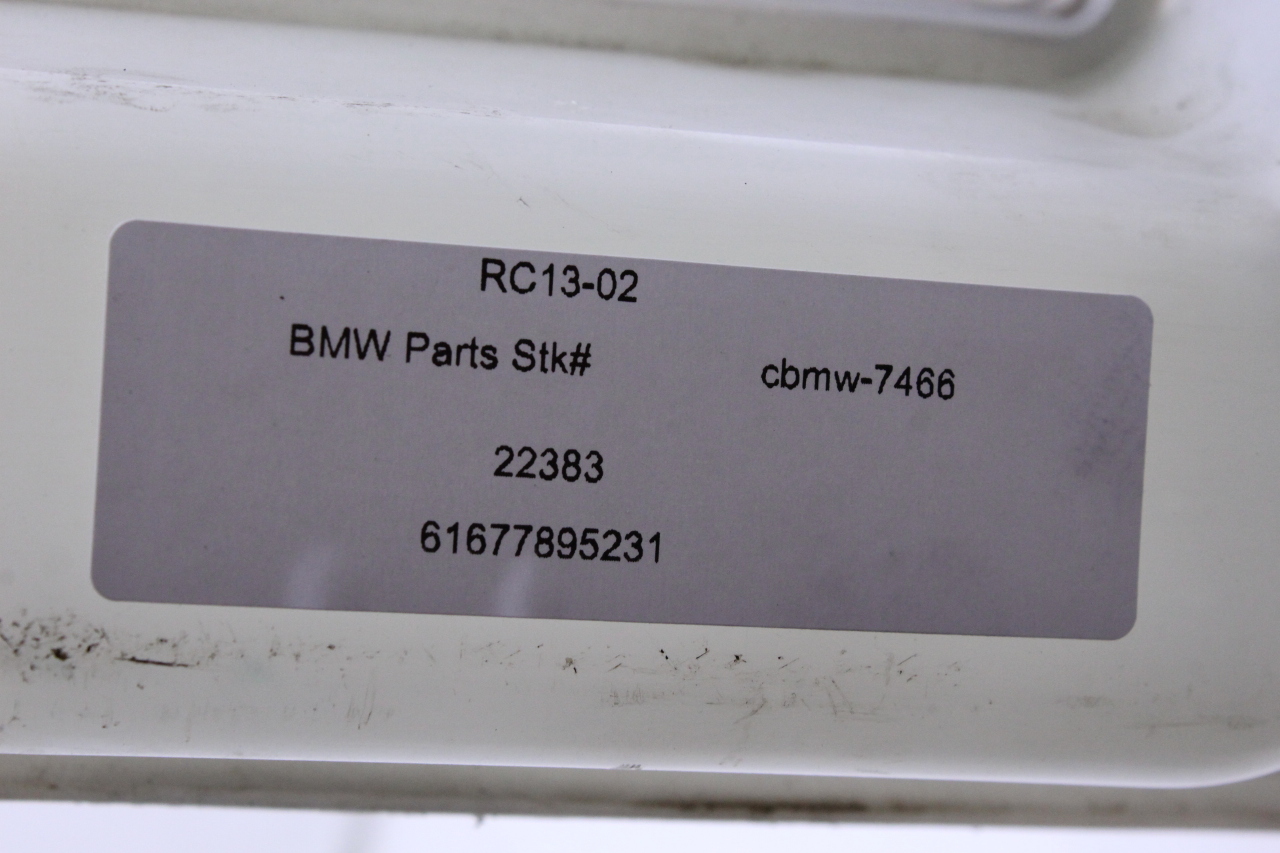 RC13-02
BMW Parts Stk# cbmw-7466
22383
61677895231